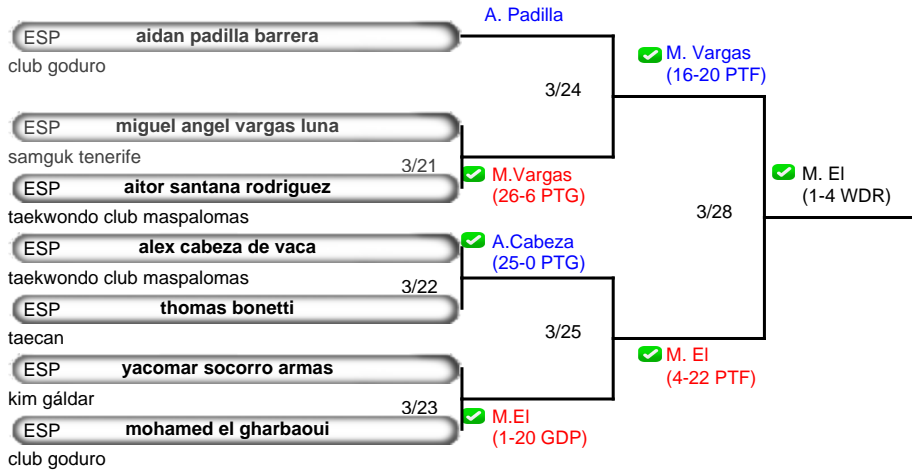 A. Padilla
ESP aidan padilla barrera
club goduro
M. Vargas
(16-20 PTF)
3/24
ESP miguel angel vargas luna
samguk tenerife
3/21
M.Vargas
(26-6 PTG)
ESP aitor santana rodriguez
taekwondo club maspalomas
M. El
(1-4 WDR)
3/28
ESP alex cabeza de vaca
A.Cabeza
(25-0 PTG)
taekwondo club maspalomas
3/22
ESP thomas bonetti
taecan
3/25
M. El
(4-22 PTF)
ESP yacomar socorro armas
kim gáldar
3/23
M.El
(1-20 GDP)
ESP mohamed el gharbaoui
club goduro